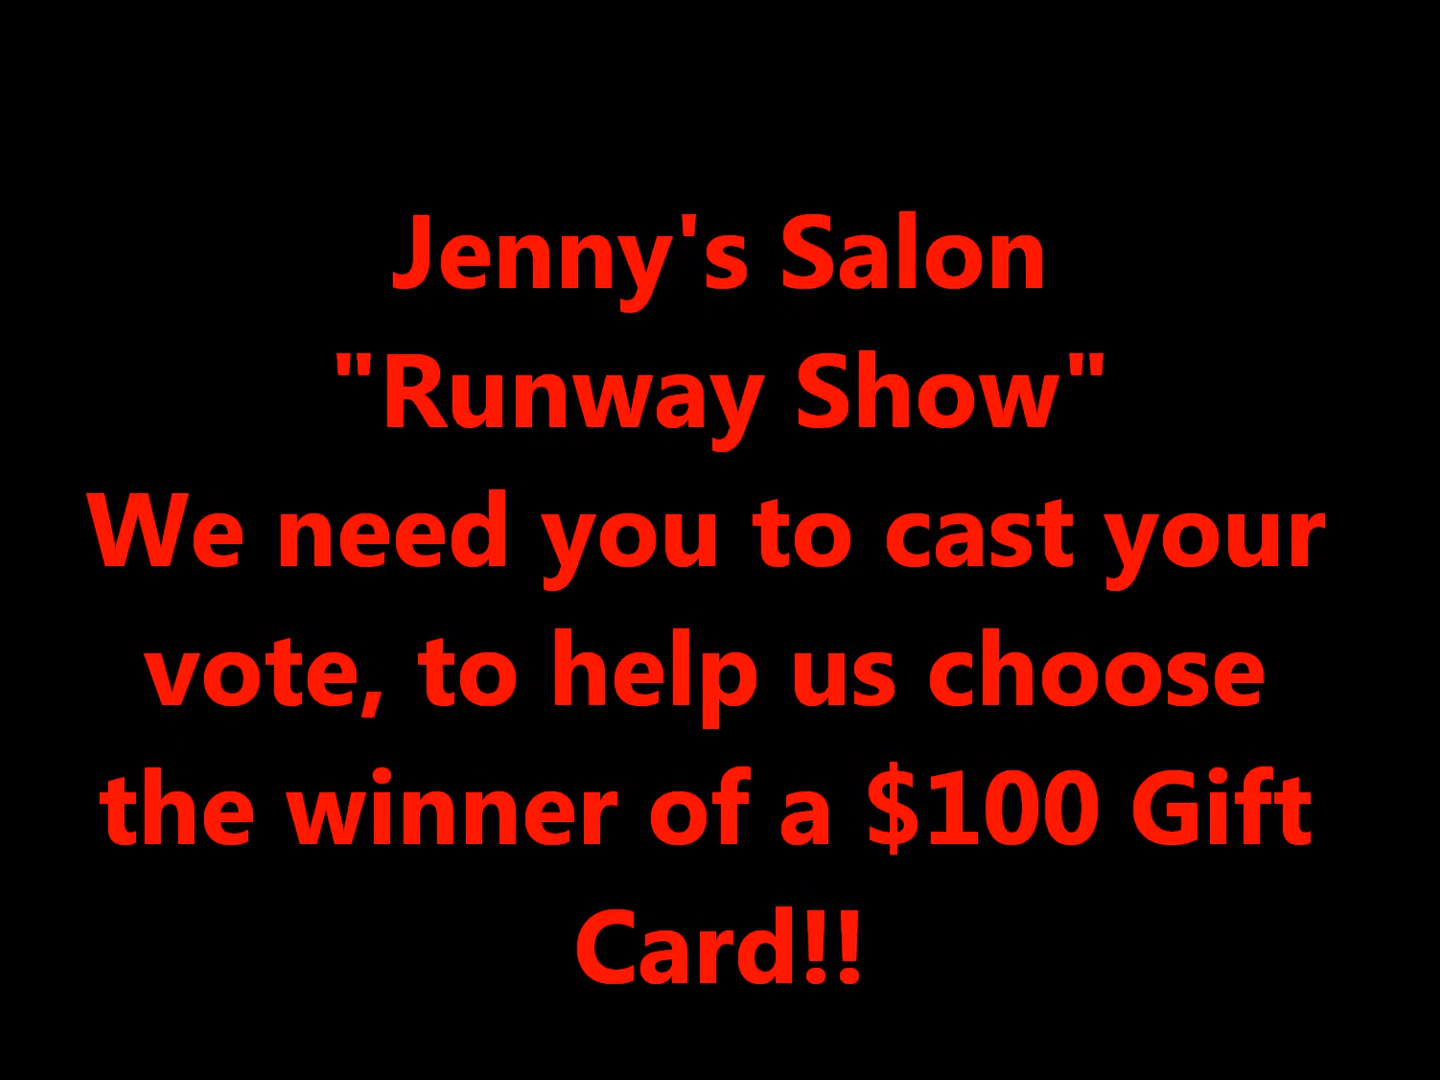 Jenny's Salon
"Runway Show"
We need you to cast your
vote, to help us choose
the winner of a $100 Gift
Card!!